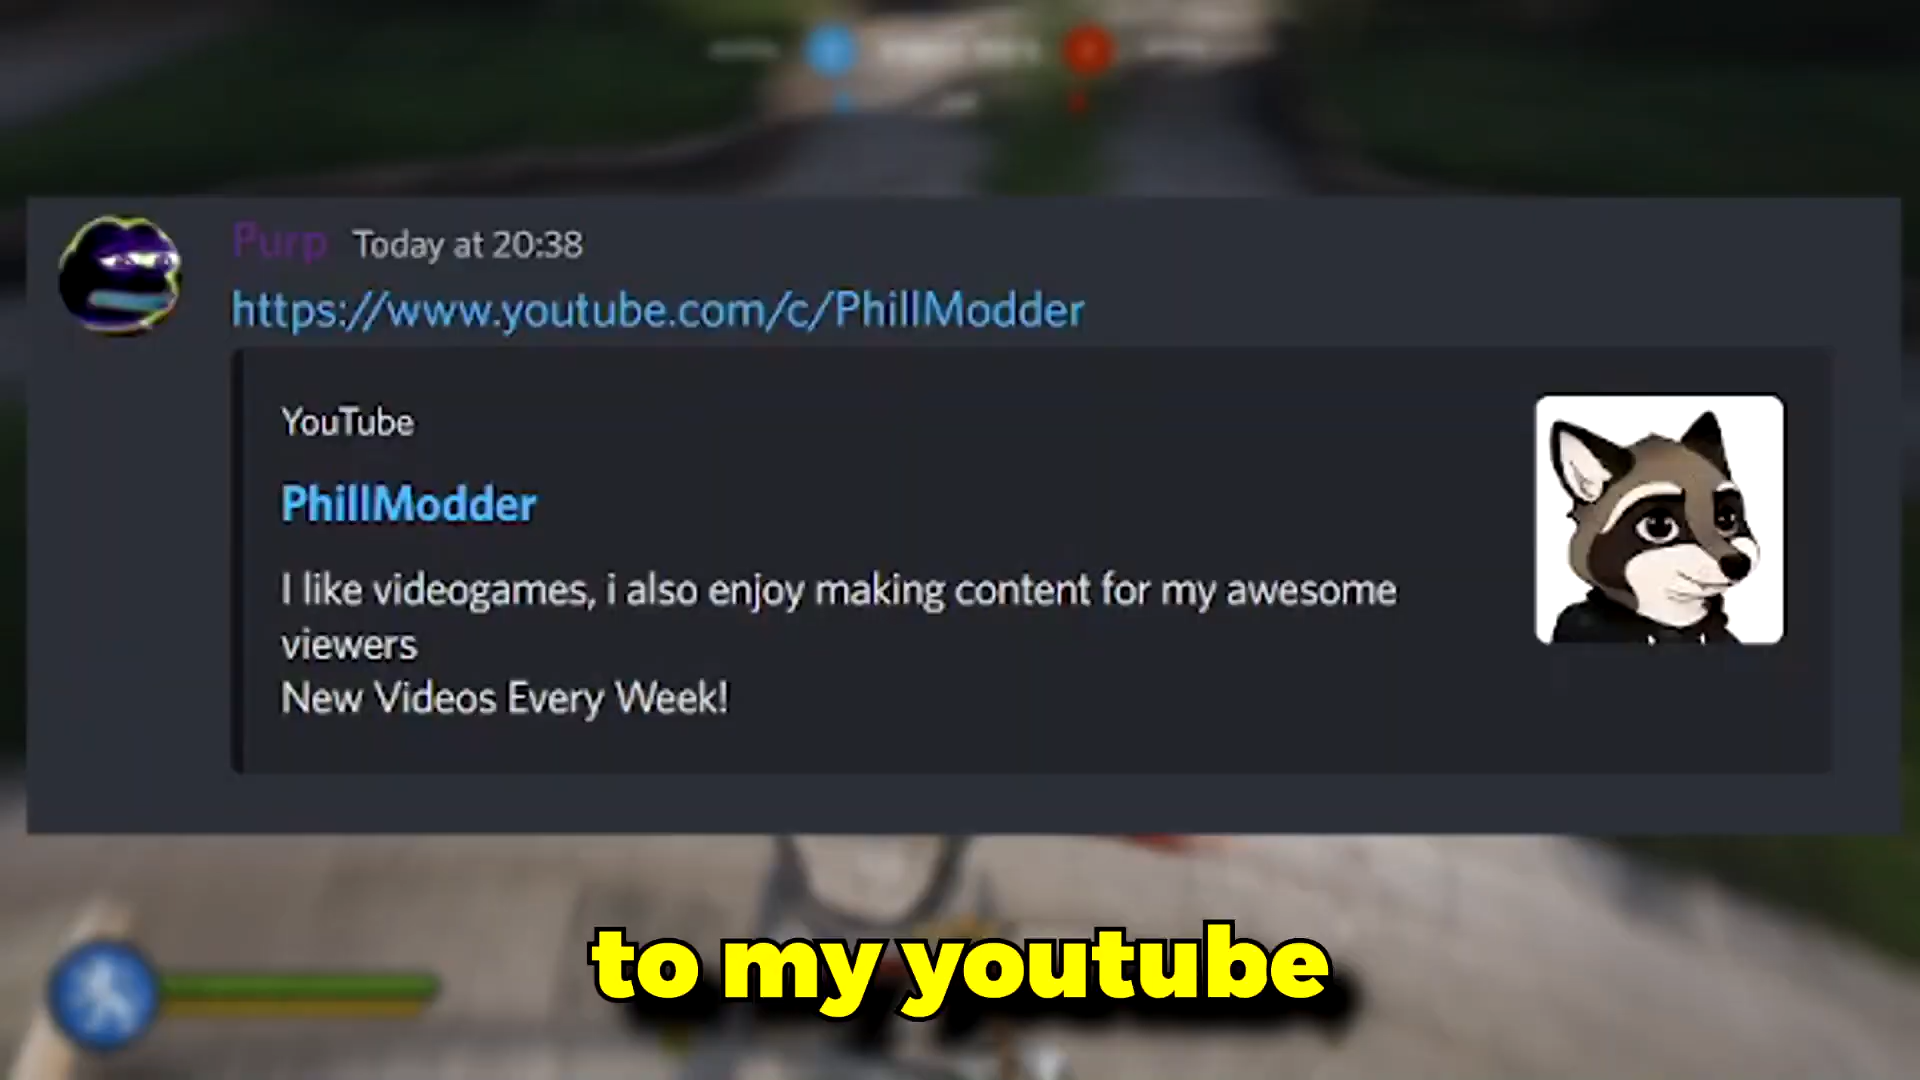 Purp Today at 20:38
https://www.youtube.com/c/PhillModder
YouTube
PhillModder
I like videogames, i also enjoy making content for my awesome
viewers
New Videos Every Week!
to my youtube